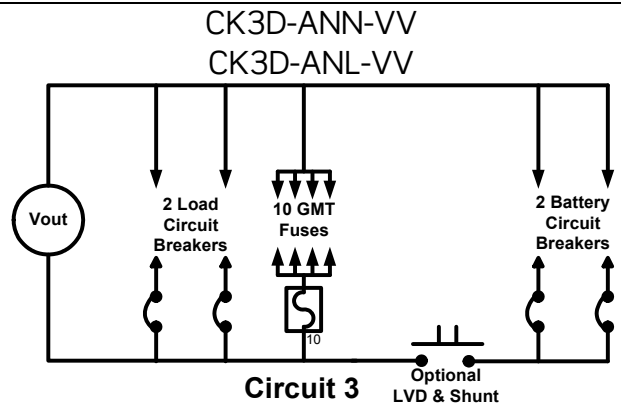 CK3D-ANN-VV
CK3D-ANL-VV
Vout
2 Load
Circuit
Breakers
10 GMT
Fuses
10
2 Battery
Circuit
Breakers
Circuit 3
Optional
LVD & Shunt